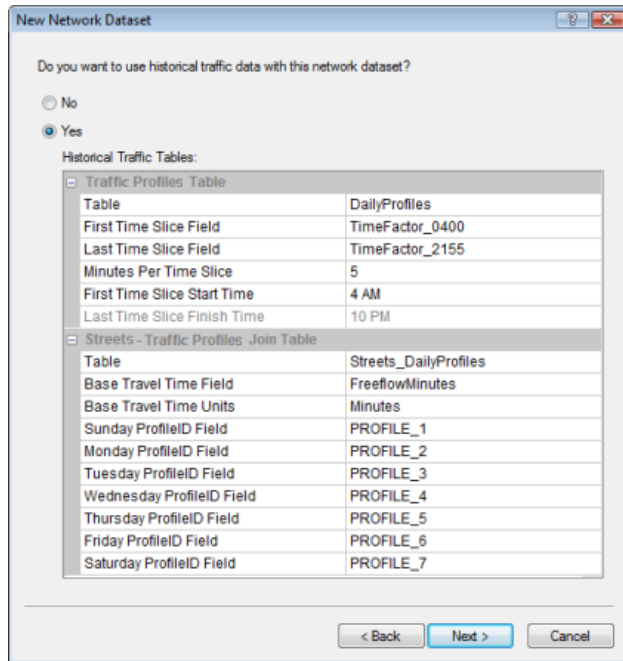 New Network Dataset
Do you want to use historical traffic data with this network dataset?
No
Yes
Historical Traffic Tables:
Traffic Profiles Table
Table DailyProfiles
First Time Slice Field TimeFactor_0400
Last Time Slice Field TimeFactor_2155
Minutes Per Time Slice 5
First Time Slice Start Time 4 AM
Last Time Slice Finish Time 10 PM
Streets - Traffic Profiles Join Table
Table Streets_DailyProfiles
Base Travel Time Field FreeflowMinutes
Base Travel Time Units Minutes
Sunday ProfileID Field PROFILE_1
Monday ProfileID Field PROFILE_2
Tuesday ProfileID Field PROFILE_3
Wednesday ProfileID Field PROFILE_4
Thursday ProfileID Field PROFILE_5
Friday ProfileID Field PROFILE_6
Saturday ProfileID Field PROFILE_7
< Back Next > Cancel